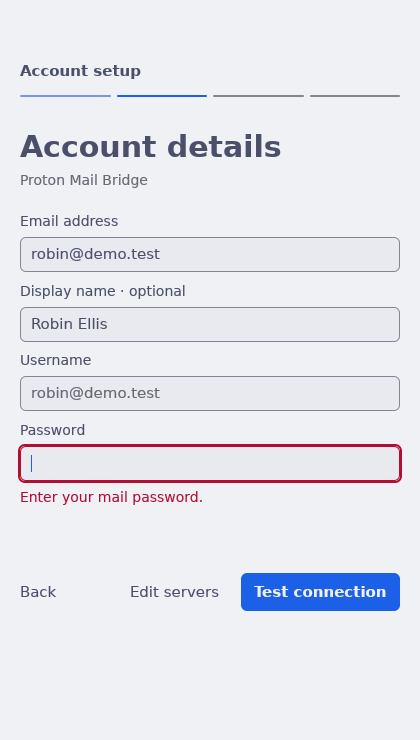 Account setup
Account details
Proton Mail Bridge
Email address
robin@demo.test
Display name · optional
Robin Ellis
Username
robin@demo.test
Password
Enter your mail password.
Back Edit servers Test connection